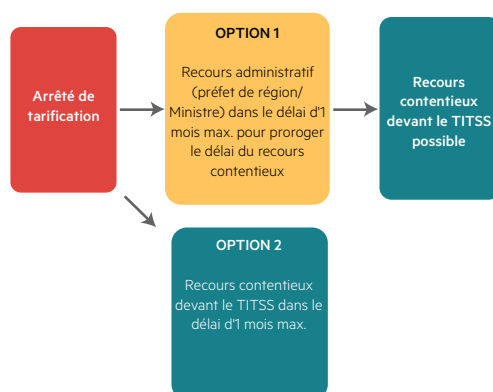 Arrêté de
tarification
OPTION 1
Recours administratif
(préfet de région/
Ministre) dans le délai d'1
mois max. pour proroger
le délai du recours
contentieux
Recours
contentieux
devant le TITSS
possible
OPTION 2
Recours contentieux
devant le TITSS dans le
délai d'1 mois max.